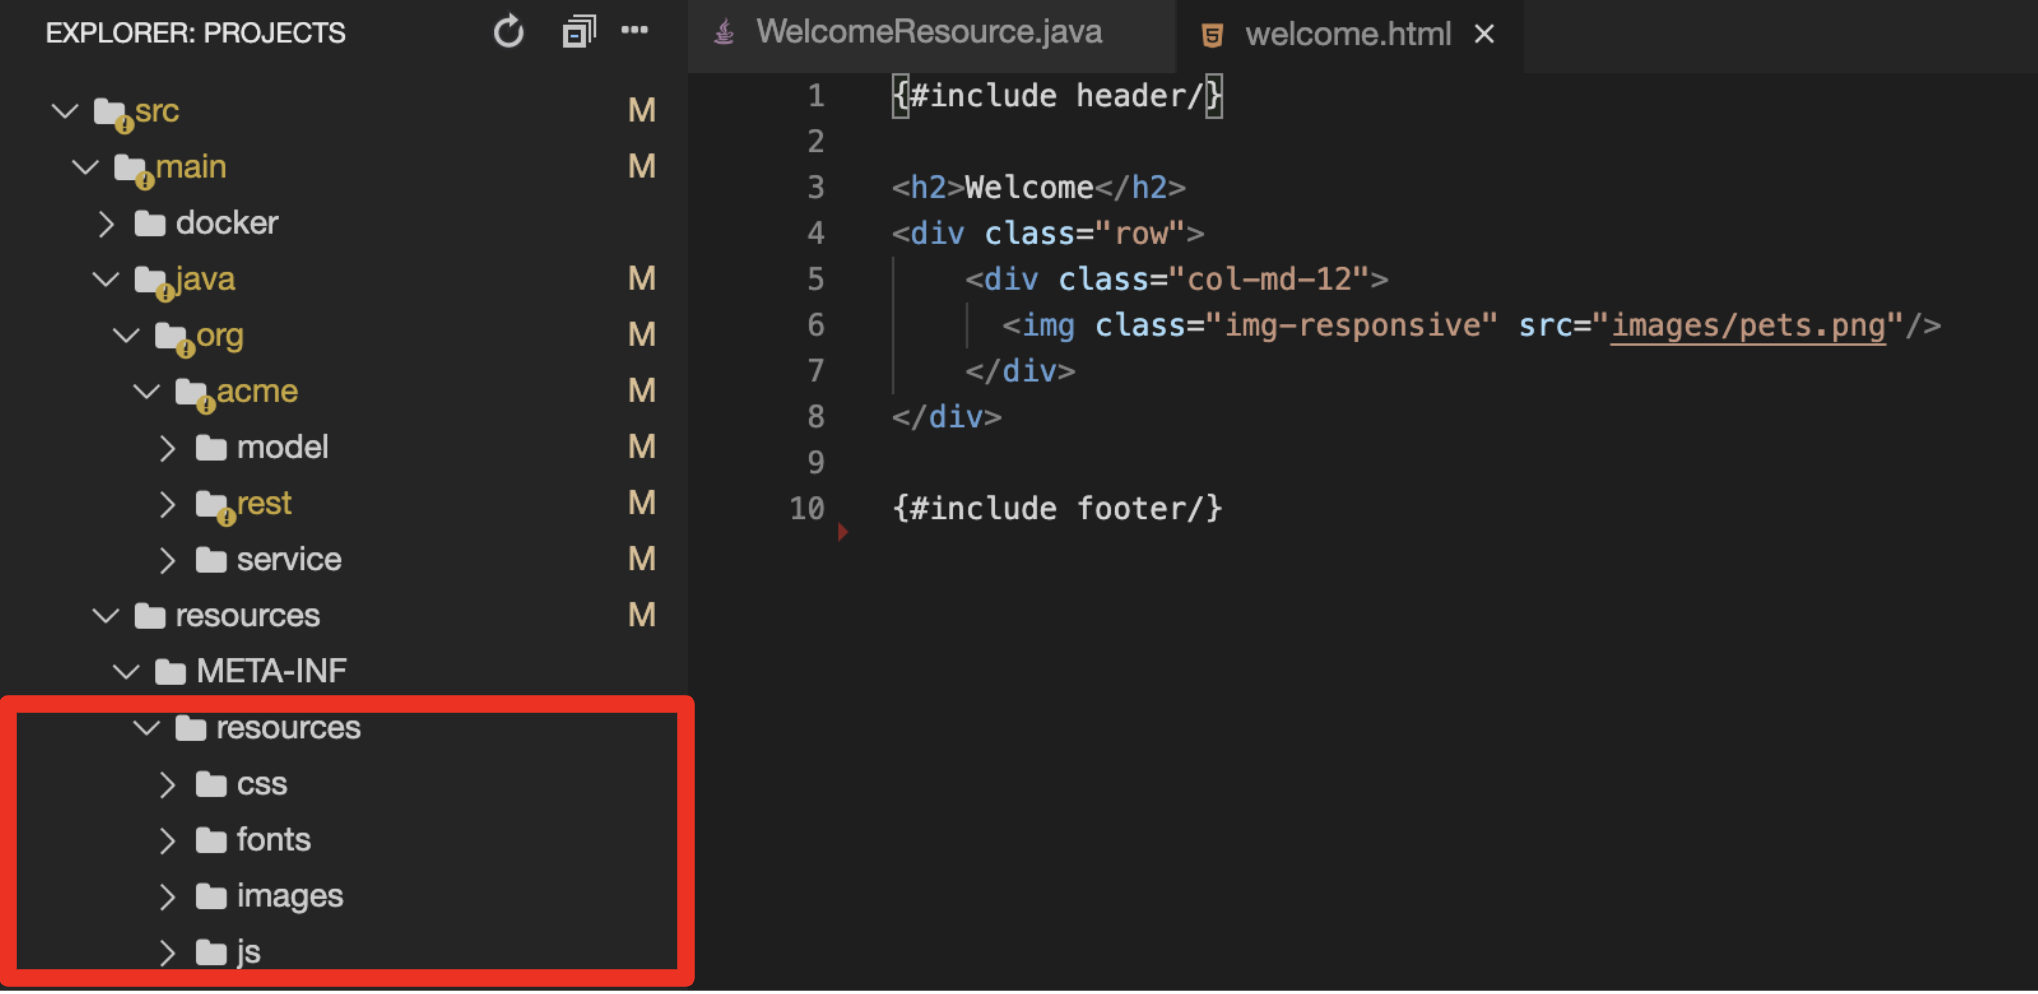 EXPLORER: PROJECTS
src M
main M
docker
java M
org M
acme M
model M
rest M
service M
resources M
META-INF
resources
css
fonts
images
js
WelcomeResource.java
welcome.html
1 {#include header/}
2
3 <h2>Welcome</h2>
4 <div class="row">
5 <div class="col-md-12">
6 <img class="img-responsive" src="images/pets.png"/>
7 </div>
8 </div>
9
10 {#include footer/}